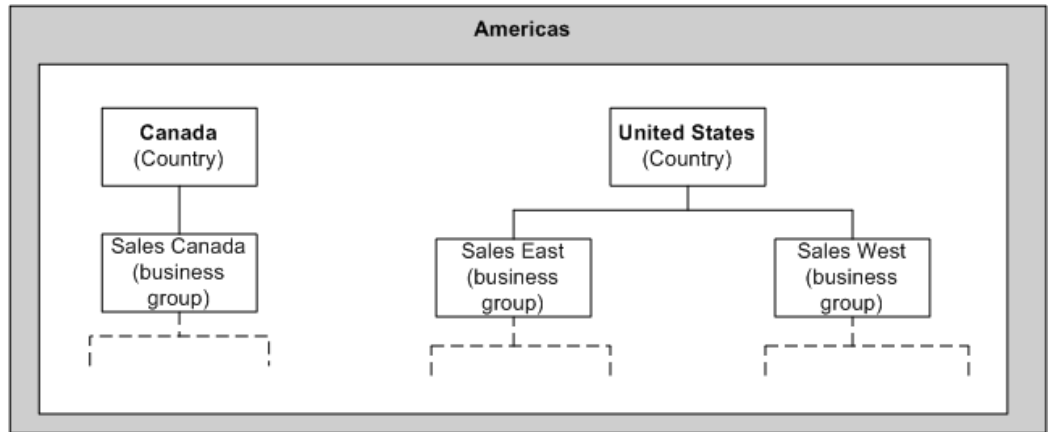 Americas
Canada
(Country)
United States
(Country)
Sales Canada
(business
group)
Sales East
(business
group)
Sales West
(business
group)